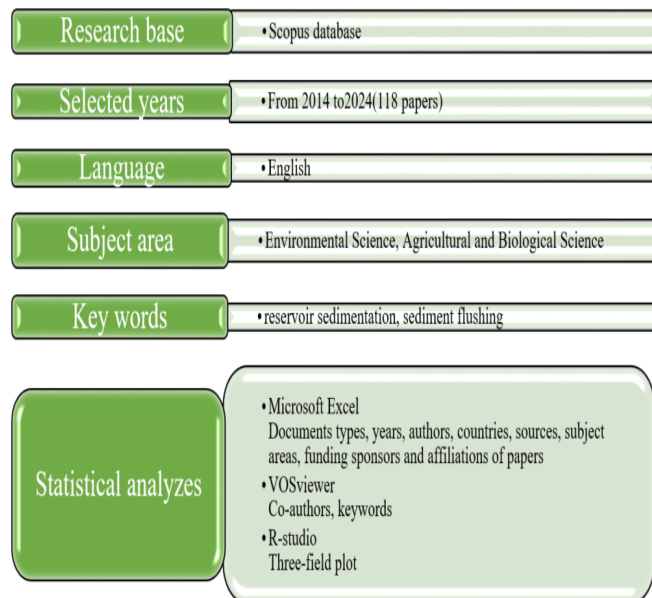 Research base
•Scopus database
Selected years
•From 2014 to2024(118 papers)
Language
•English
Subject area
•Environmental Science, Agricultural and Biological Science
Key words
•reservoir sedimentation, sediment flushing
Statistical analyzes
•Microsoft Excel
Documents types, years, authors, countries, sources, subject
areas, funding sponsors and affiliations of papers
•VOSviewer
Co-authors, keywords
•R-studio
Three-field plot